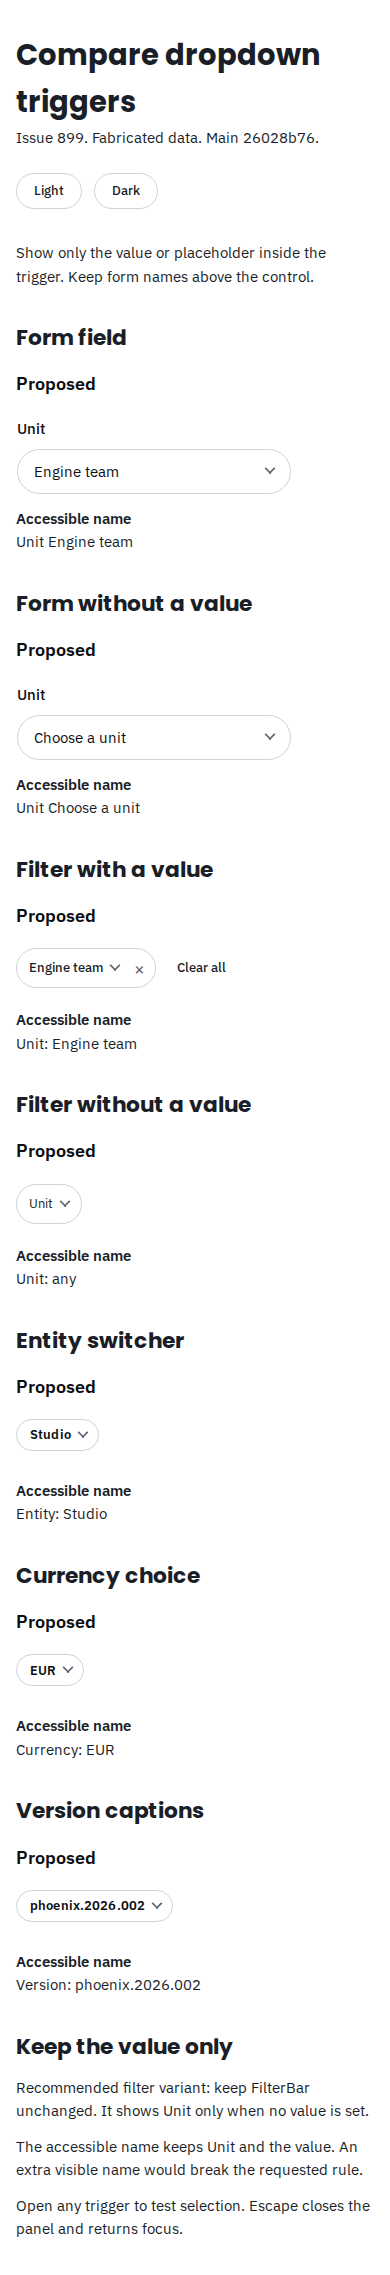 Compare dropdown
triggers
Issue 899. Fabricated data. Main 26028b76.
Light Dark
Show only the value or placeholder inside the
trigger. Keep form names above the control.
Form field
Proposed
Unit
Engine team
Accessible name
Unit Engine team
Form without a value
Proposed
Unit
Choose a unit
Accessible name
Unit Choose a unit
Filter with a value
Proposed
Engine team × Clear all
Accessible name
Unit: Engine team
Filter without a value
Proposed
Unit
Accessible name
Unit: any
Entity switcher
Proposed
Studio
Accessible name
Entity: Studio
Currency choice
Proposed
EUR
Accessible name
Currency: EUR
Version captions
Proposed
phoenix.2026.002
Accessible name
Version: phoenix.2026.002
Keep the value only
Recommended filter variant: keep FilterBar
unchanged. It shows Unit only when no value is set.
The accessible name keeps Unit and the value. An
extra visible name would break the requested rule.
Open any trigger to test selection. Escape closes the
panel and returns focus.